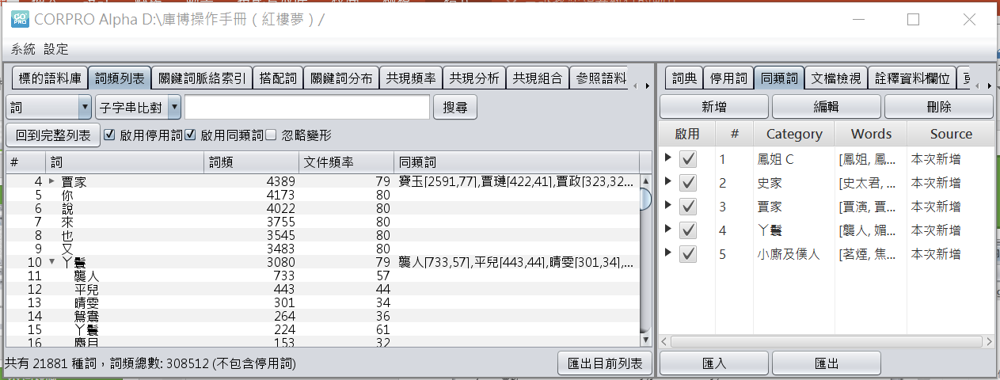 CORPRO Alpha D:\庫博操作手冊（紅樓夢）/
系統 設定
標的語料庫 詞頻列表 關鍵詞脈絡索引 搭配詞 關鍵詞分布 共現頻率 共現分析 共現組合 參照語料
詞典 停用詞 同類詞 文檔檢視 詮釋資料欄位
詞 子字串比對 搜尋
新增 編輯 刪除
回到完整列表 啟用停用詞 啟用同類詞 忽略變形
啟用 # Category Words Source
1 鳳姐 C [鳳姐, 鳳... 本次新增
2 史家 [史太君, ... 本次新增
3 賈家 [賈演, 賈... 本次新增
4 丫鬟 [襲人, 媚... 本次新增
5 小廝及僕人 [茗煙, 焦... 本次新增
# 詞 詞頻 文件頻率 同類詞
4 賈家 4389 79 寶玉[2591,77],賈璉[422,41],賈政[323,32...
5 你 4173 80
6 說 4022 80
7 來 3755 80
8 也 3545 80
9 又 3483 80
10 丫鬟 3080 79 襲人[733,57],平兒[443,44],晴雯[301,34],...
11 襲人 733 57
12 平兒 443 44
13 晴雯 301 34
14 鴛鴦 264 36
15 丫鬟 224 61
16 麝月 153 32
共有 21881 種詞，詞頻總數: 308512 (不包含停用詞)
匯出目前列表
匯入 匯出